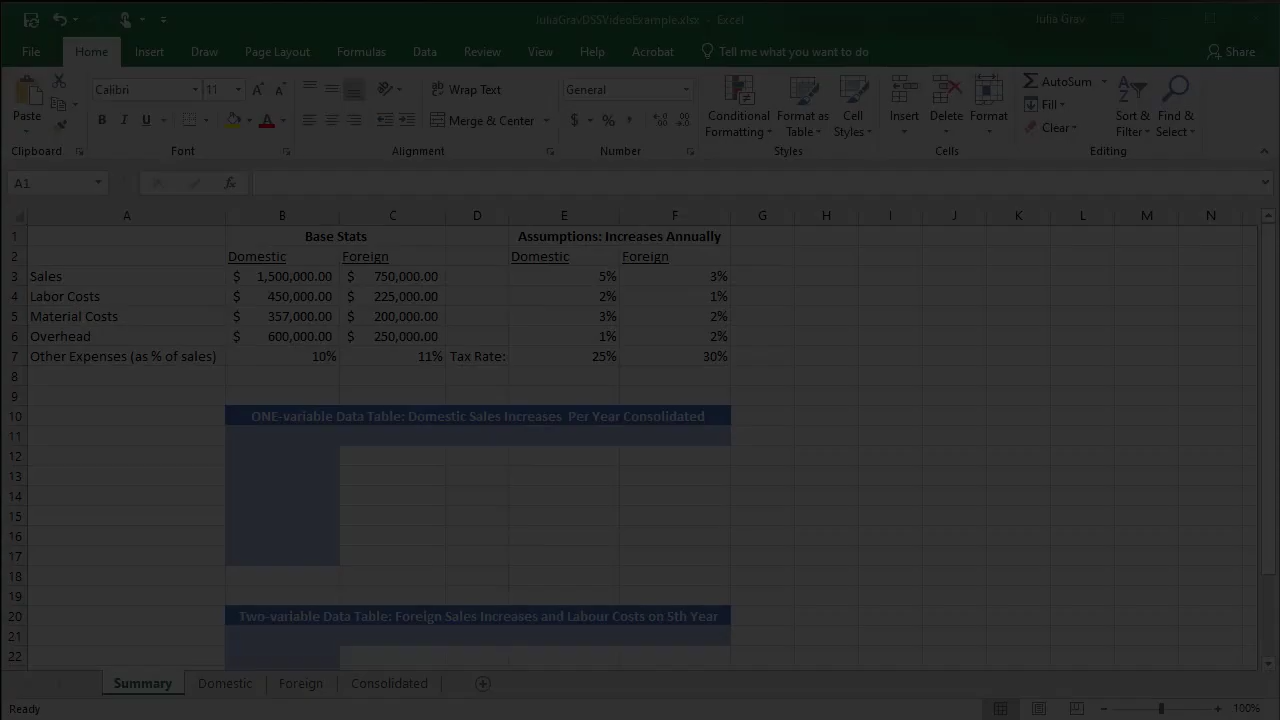 JuliaGravDSSVideoExample.xlsx - Excel
Julia Grav
File Home Insert Draw Page Layout Formulas Data Review View Help Acrobat Tell me what you want to do Share
Calibri 11 Wrap Text General AutoSum
Paste Conditional Formatting Format as Table Cell Styles Insert Delete Format Fill Sort & Filter Find & Select
B I U A Merge & Center $ % Clear
Clipboard Font Alignment Number Styles Cells Editing
A1 fx
A B C D E F G H I J K L M N
1 Base Stats Assumptions: Increases Annually
2 Domestic Foreign Domestic Foreign
3 Sales $ 1,500,000.00 $ 750,000.00 5% 3%
4 Labor Costs $ 450,000.00 $ 225,000.00 2% 1%
5 Material Costs $ 357,000.00 $ 200,000.00 3% 2%
6 Overhead $ 600,000.00 $ 250,000.00 1% 2%
7 Other Expenses (as % of sales) 10% 11% Tax Rate: 25% 30%
8
9
10 ONE-variable Data Table: Domestic Sales Increases Per Year Consolidated
11
12
13
14
15
16
17
18
19
20 Two-variable Data Table: Foreign Sales Increases and Labour Costs on 5th Year
21
22
Summary Domestic Foreign Consolidated
Ready 100%